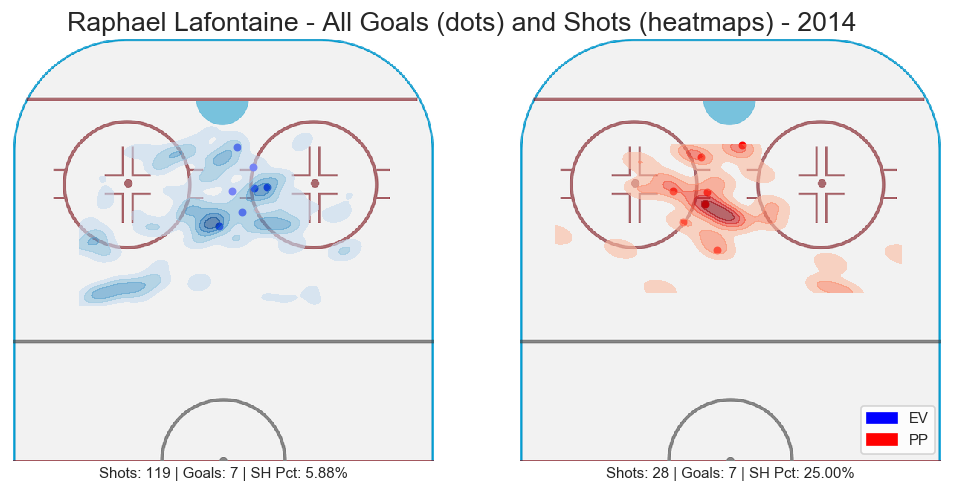 Raphael Lafontaine - All Goals (dots) and Shots (heatmaps) - 2014
EV
PP
Shots: 119 | Goals: 7 | SH Pct: 5.88%
Shots: 28 | Goals: 7 | SH Pct: 25.00%